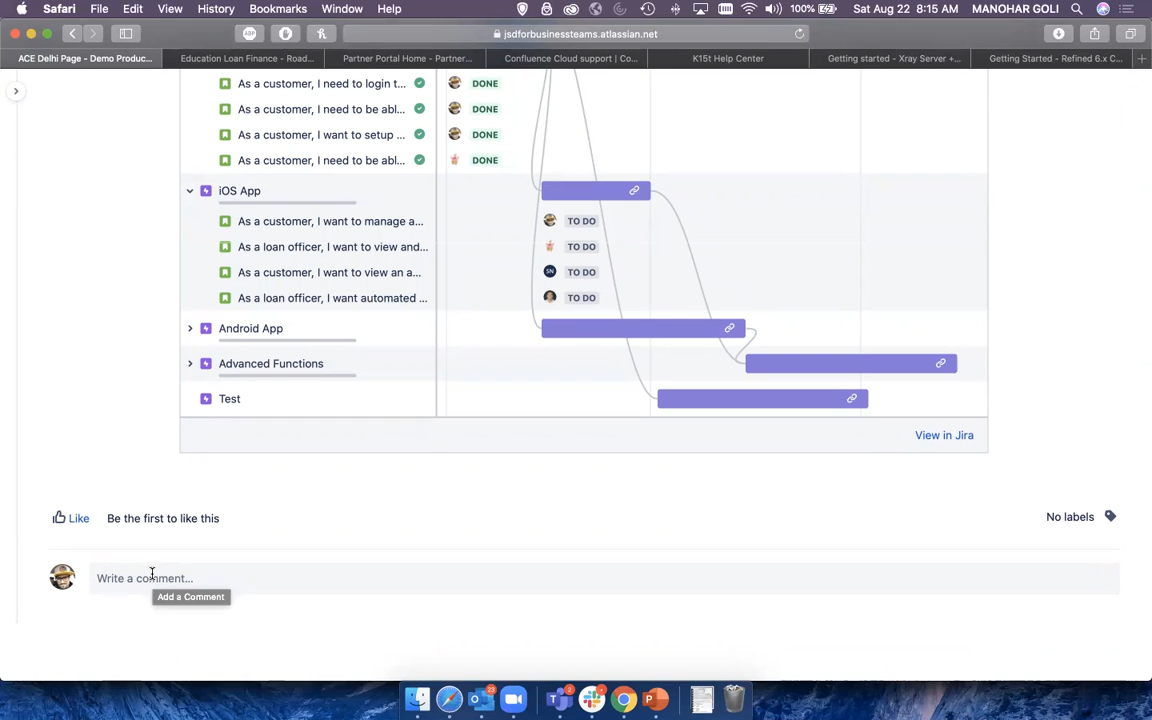 Safari File Edit View History Bookmarks Window Help 100% Sat Aug 22 8:15 AM MANOHAR GOLI
ABP jsdforbusinessteams.atlassian.net
ACE Delhi Page - Demo Produc... Education Loan Finance - Road... Partner Portal Home - Partner... Confluence Cloud support | Co... K15t Help Center Getting started - Xray Server +... Getting Started - Refined 6.x C...
As a customer, I need to login t... DONE
As a customer, I need to be abl... DONE
As a customer, I want to setup ... DONE
As a customer, I need to be abl... DONE
iOS App
As a customer, I want to manage a... TO DO
As a loan officer, I want to view and... TO DO
As a customer, I want to view an a... SN TO DO
As a loan officer, I want automated ... TO DO
Android App
Advanced Functions
Test
View in Jira
Like Be the first to like this No labels
Write a comment...
Add a Comment
23 2